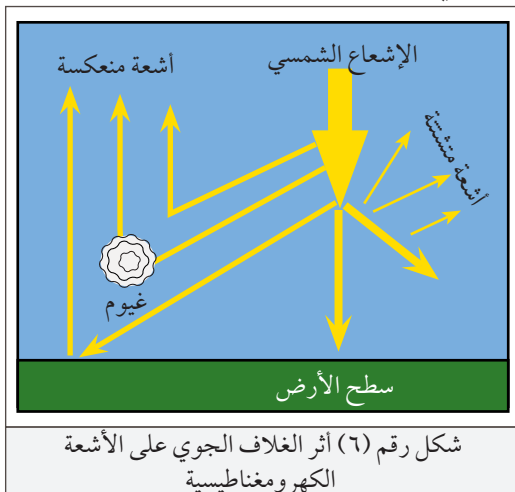 الإشعاع الشمسي
أشعة منعكسة
أشعة متشتتة
غيوم
سطح الأرض
شكل رقم (٦) أثر الغلاف الجوي على الأشعة
الكهرومغناطيسية